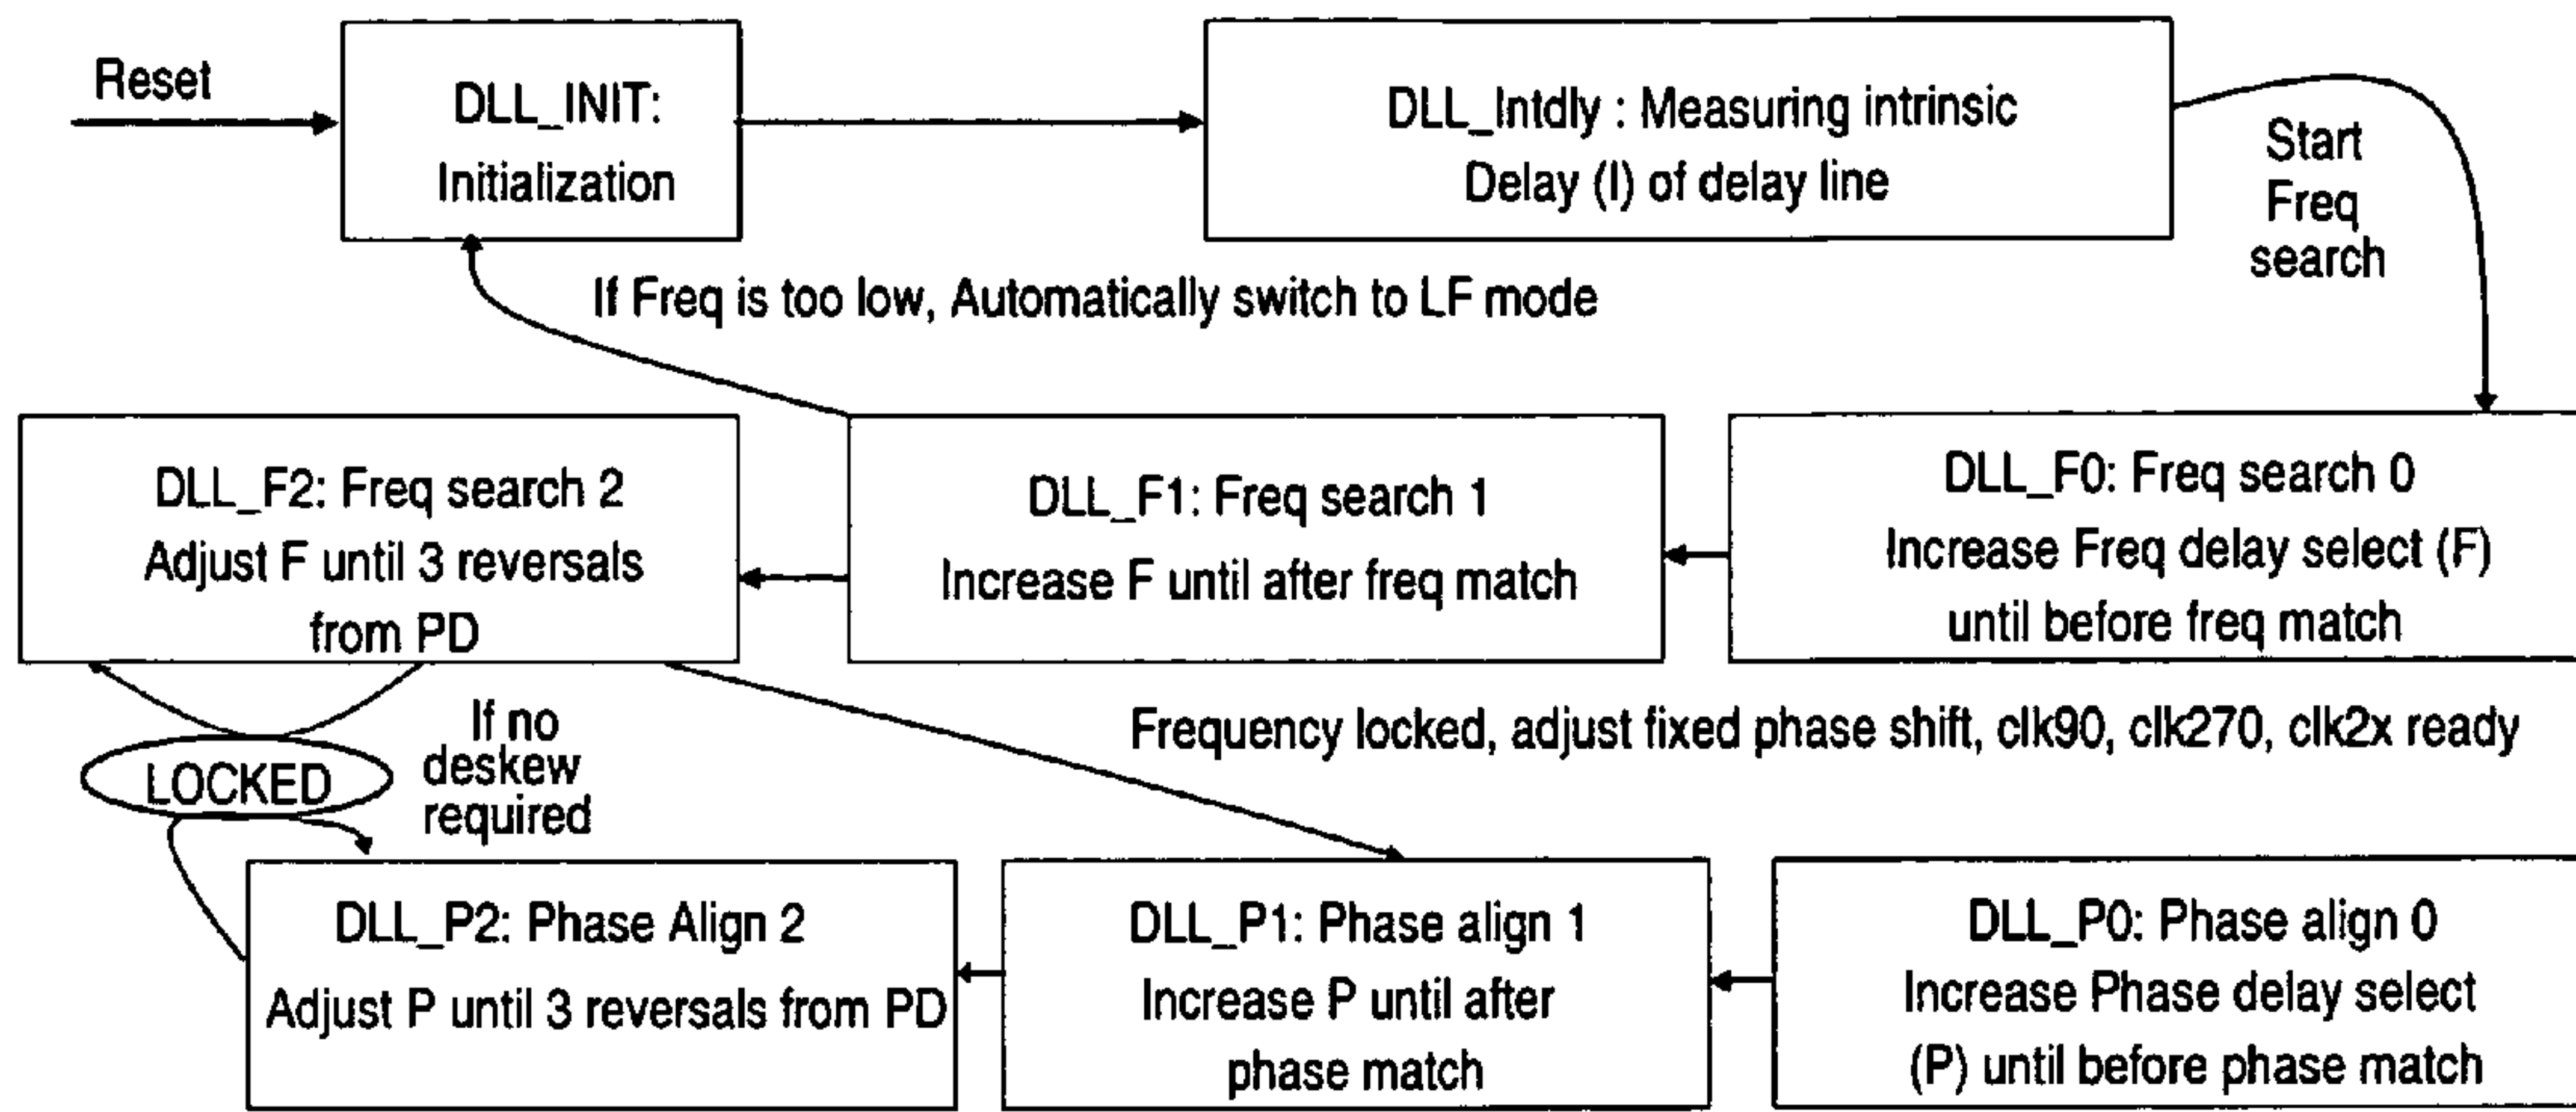 Reset
DLL_INIT:
Initialization
DLL_Intdly : Measuring intrinsic
Delay (I) of delay line
Start
Freq
search
If Freq is too low, Automatically switch to LF mode
DLL_F2: Freq search 2
Adjust F until 3 reversals
from PD
DLL_F1: Freq search 1
Increase F until after freq match
DLL_F0: Freq search 0
Increase Freq delay select (F)
until before freq match
If no
deskew
required
LOCKED
Frequency locked, adjust fixed phase shift, clk90, clk270, clk2x ready
DLL_P2: Phase Align 2
Adjust P until 3 reversals from PD
DLL_P1: Phase align 1
Increase P until after
phase match
DLL_P0: Phase align 0
Increase Phase delay select
(P) until before phase match